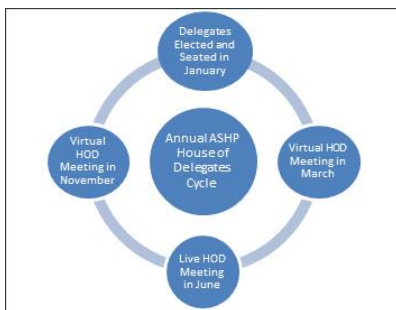 Delegates
Elected and
Seated in
January
Virtual
HOD
Meeting in
November
Annual ASHP
House of
Delegates
Cycle
Virtual HOD
Meeting in
March
Live HOD
Meeting
in June